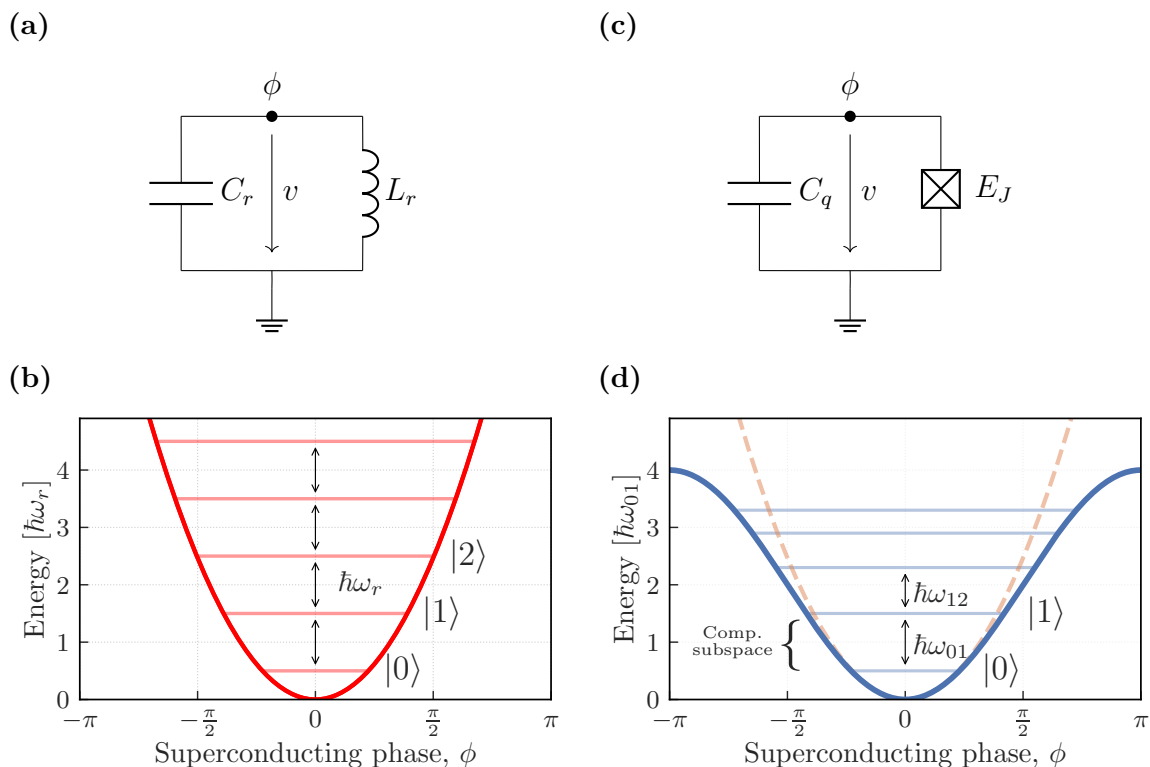 (a)
ϕ
C_r
v
L_r
(c)
ϕ
C_q
v
E_J
(b)
Energy [ħω_r]
4
3
2
1
0
ħω_r
|2⟩
|1⟩
|0⟩
−π
−π/2
0
π/2
π
Superconducting phase, ϕ
(d)
Energy [ħω_01]
4
3
2
1
0
Comp.
subspace
ħω_12
ħω_01
|1⟩
|0⟩
−π
−π/2
0
π/2
π
Superconducting phase, ϕ